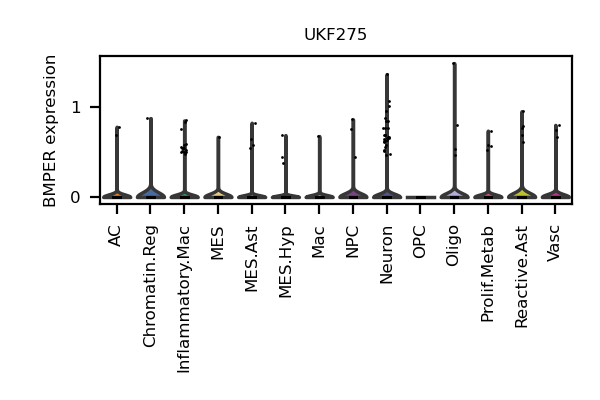 UKF275
BMPER expression
1
0
AC
Chromatin.Reg
Inflammatory.Mac
MES
MES.Ast
MES.Hyp
Mac
NPC
Neuron
OPC
Oligo
Prolif.Metab
Reactive.Ast
Vasc